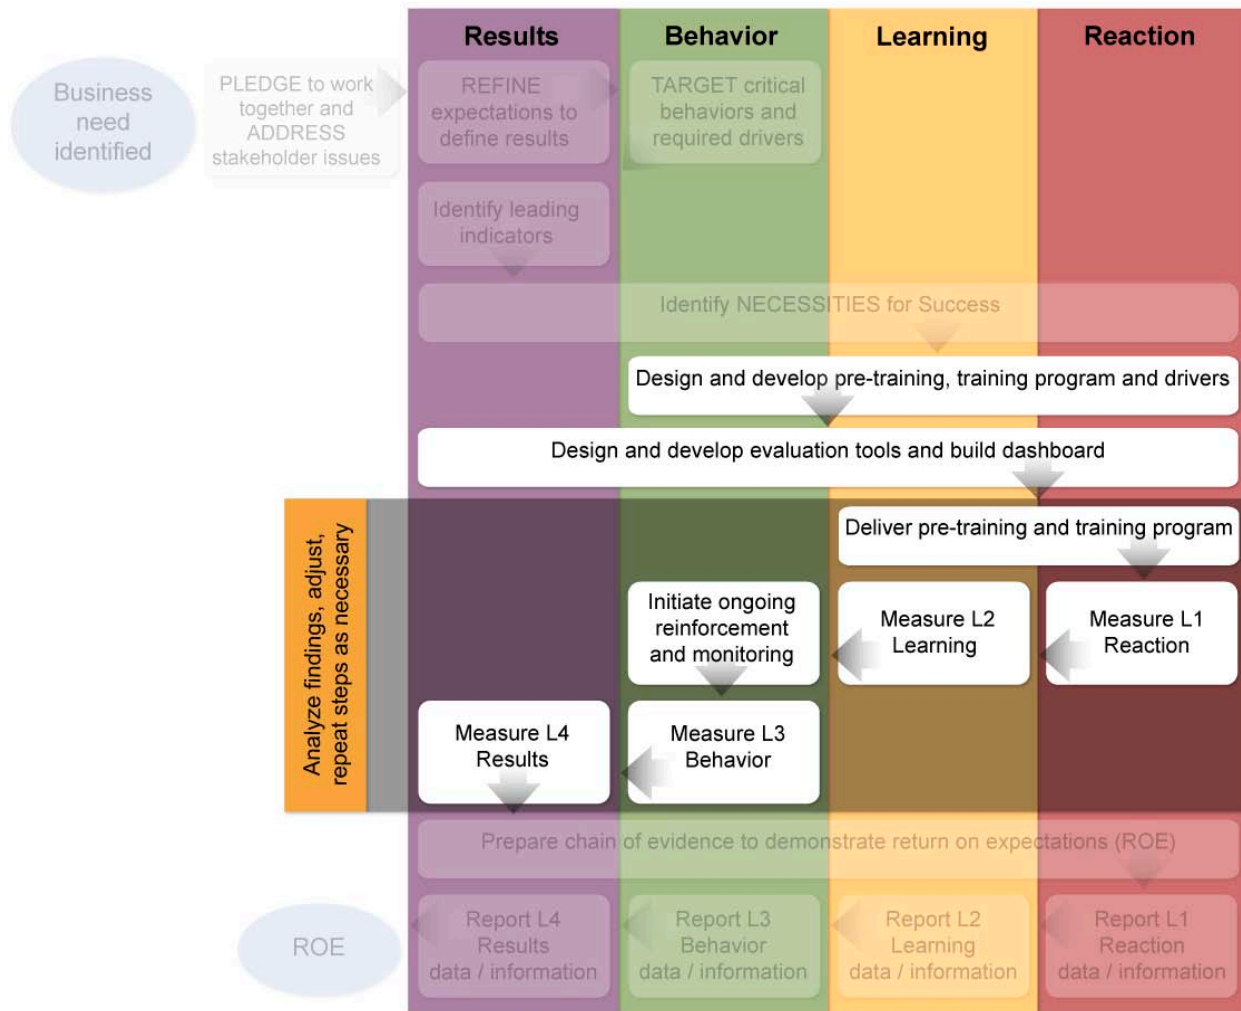 Results
Behavior
Learning
Reaction
Business
need
identified
PLEDGE to work
together and
ADDRESS
stakeholder issues
REFINE
expectations to
define results
TARGET critical
behaviors and
required drivers
Identify leading
indicators
Identify NECESSITIES for Success
Design and develop pre-training, training program and drivers
Design and develop evaluation tools and build dashboard
Analyze findings, adjust,
repeat steps as necessary
Deliver pre-training and training program
Initiate ongoing
reinforcement
and monitoring
Measure L2
Learning
Measure L1
Reaction
Measure L4
Results
Measure L3
Behavior
Prepare chain of evidence to demonstrate return on expectations (ROE)
ROE
Report L4
Results
data / information
Report L3
Behavior
data / information
Report L2
Learning
data / information
Report L1
Reaction
data / information